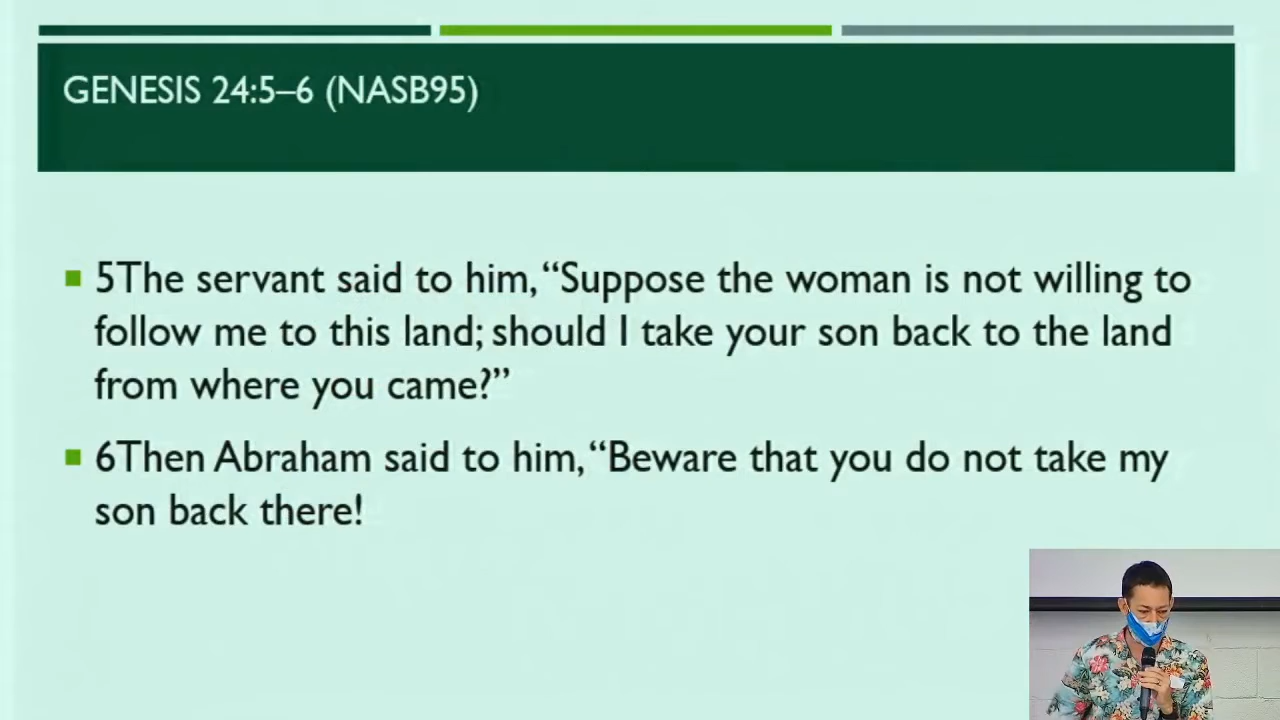 GENESIS 24:5–6 (NASB95)
5The servant said to him, “Suppose the woman is not willing to
follow me to this land; should I take your son back to the land
from where you came?”
6Then Abraham said to him, “Beware that you do not take my
son back there!